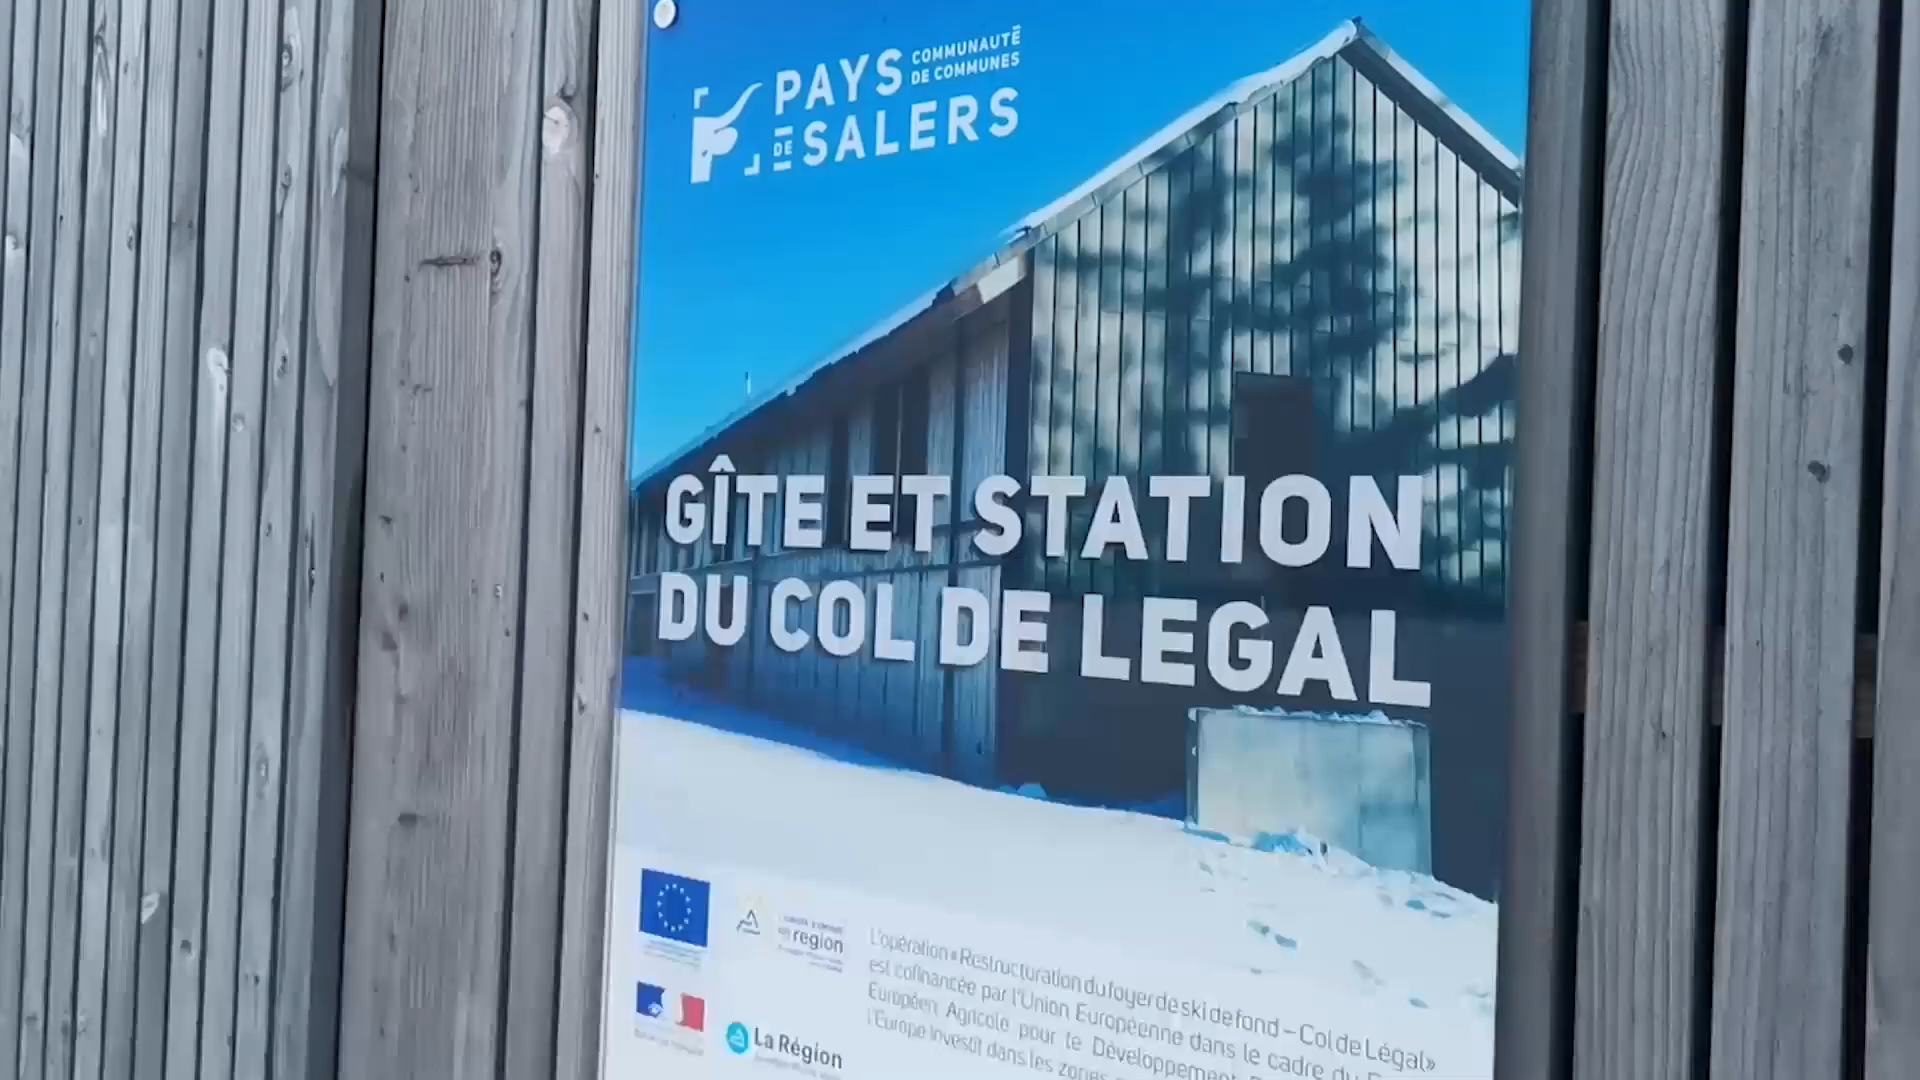 PAYS COMMUNAUTÉ
DE COMMUNES
DE SALERS
GÎTE ET STATION
DU COL DE LEGAL
région
La Région
L'opération « Restructuration du foyer de ski de fond – Col de Légal»
est cofinancée par l'Union Européenne dans le cadre du
Européen Agricole pour le Développement
l'Europe investit dans les zones